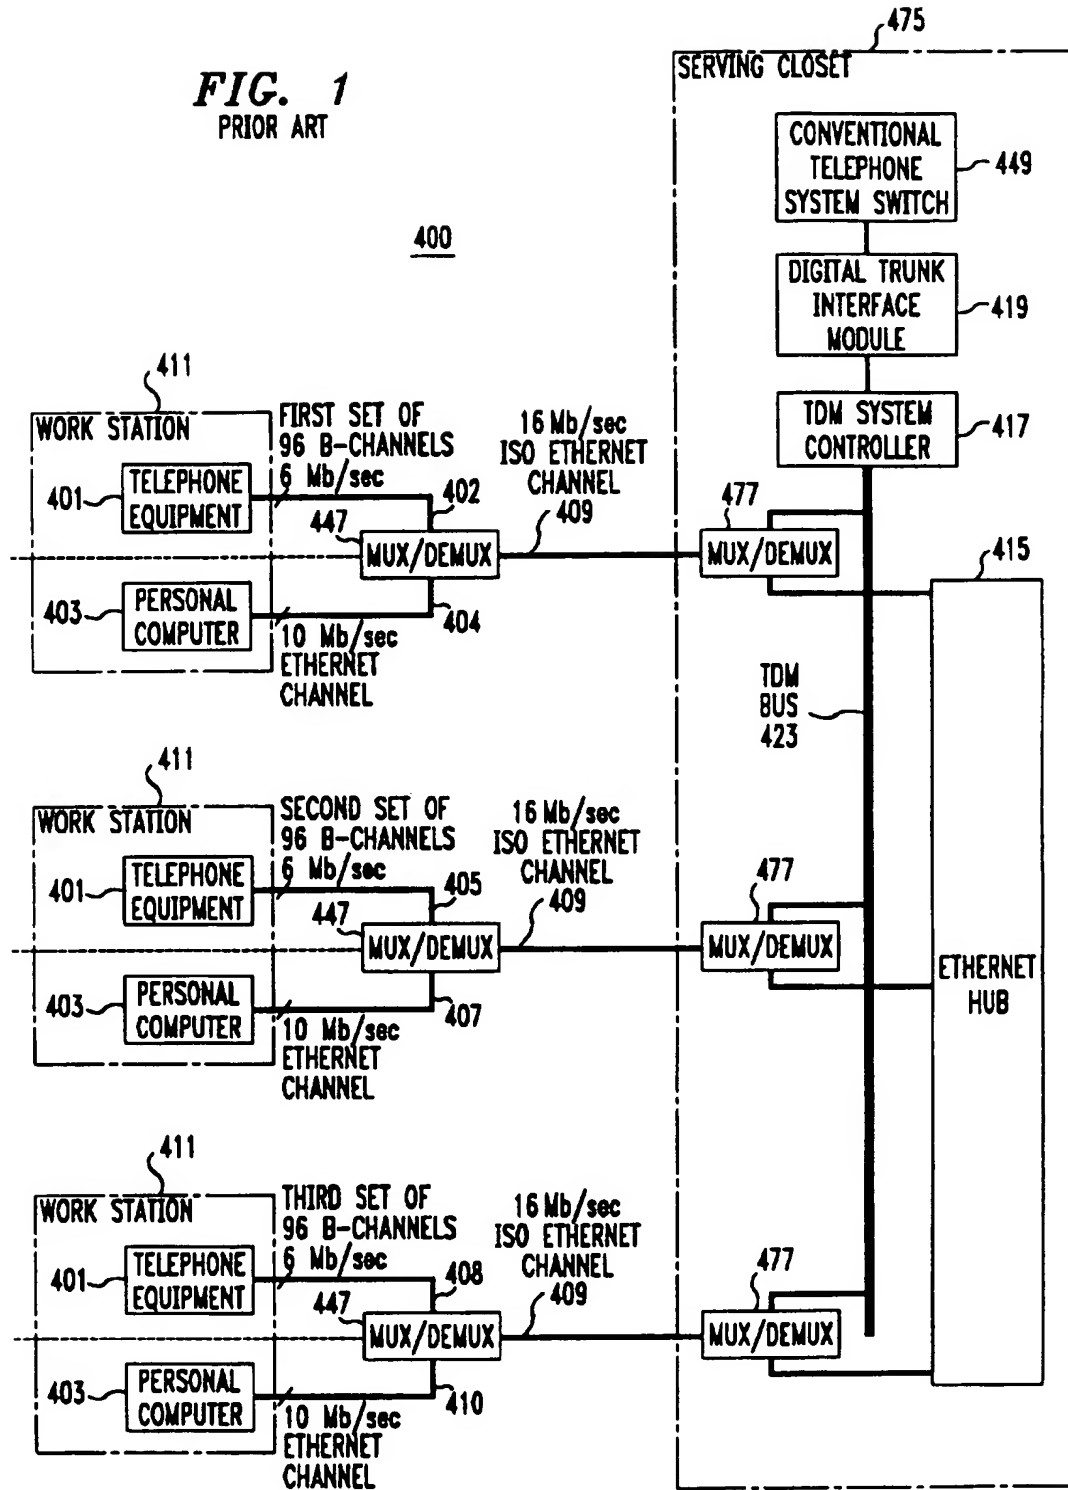 FIG. 1
PRIOR ART
400
475
SERVING CLOSET
CONVENTIONAL
TELEPHONE
SYSTEM SWITCH
449
DIGITAL TRUNK
INTERFACE
MODULE
419
TDM SYSTEM
CONTROLLER
417
411
WORK STATION
401
TELEPHONE
EQUIPMENT
403
PERSONAL
COMPUTER
FIRST SET OF
96 B-CHANNELS
6 Mb/sec
402
447
MUX/DEMUX
404
10 Mb/sec
ETHERNET
CHANNEL
16 Mb/sec
ISO ETHERNET
CHANNEL
409
477
MUX/DEMUX
415
TDM
BUS
423
ETHERNET
HUB
411
WORK STATION
401
TELEPHONE
EQUIPMENT
403
PERSONAL
COMPUTER
SECOND SET OF
96 B-CHANNELS
6 Mb/sec
405
447
MUX/DEMUX
407
10 Mb/sec
ETHERNET
CHANNEL
16 Mb/sec
ISO ETHERNET
CHANNEL
409
477
MUX/DEMUX
411
WORK STATION
401
TELEPHONE
EQUIPMENT
403
PERSONAL
COMPUTER
THIRD SET OF
96 B-CHANNELS
6 Mb/sec
408
447
MUX/DEMUX
410
10 Mb/sec
ETHERNET
CHANNEL
16 Mb/sec
ISO ETHERNET
CHANNEL
409
477
MUX/DEMUX